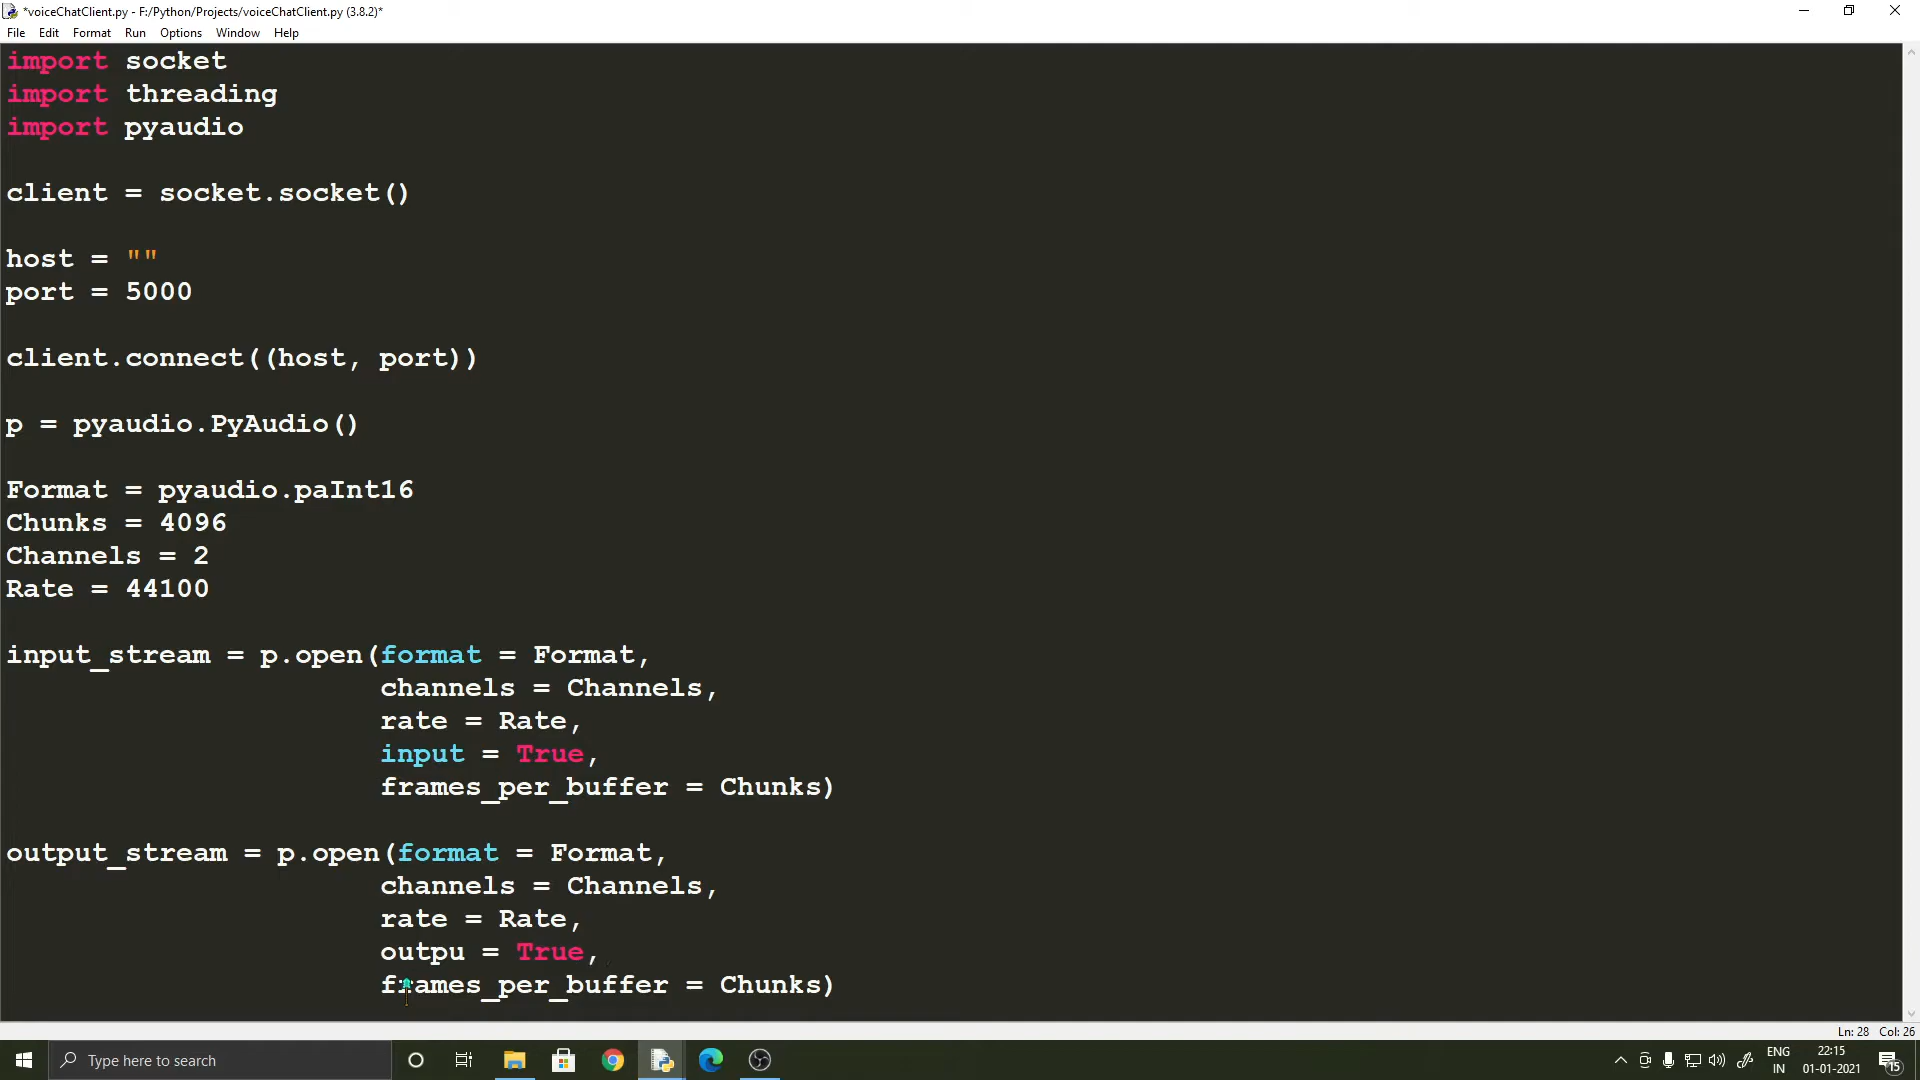 *voiceChatClient.py - F:/Python/Projects/voiceChatClient.py (3.8.2)*
File Edit Format Run Options Window Help
import socket
import threading
import pyaudio
client = socket.socket()
host = ""
port = 5000
client.connect((host, port))
p = pyaudio.PyAudio()
Format = pyaudio.paInt16
Chunks = 4096
Channels = 2
Rate = 44100
input_stream = p.open(format = Format,
channels = Channels,
rate = Rate,
input = True,
frames_per_buffer = Chunks)
output_stream = p.open(format = Format,
channels = Channels,
rate = Rate,
outpu = True,
frames_per_buffer = Chunks)
Ln: 28 Col: 26
Type here to search
ENG
IN
22:15
01-01-2021
15